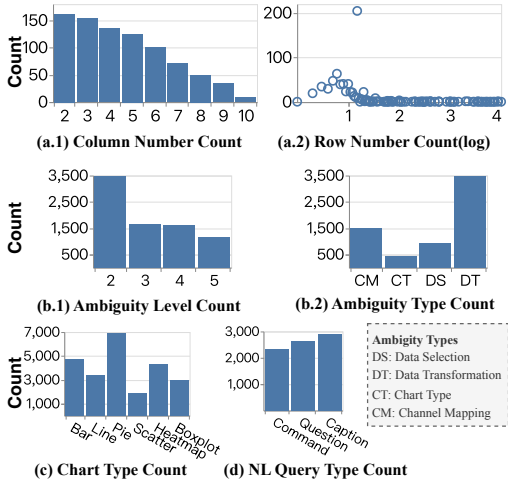 Count
150
100
50
0
2 3 4 5 6 7 8 9 10
(a.1) Column Number Count
200
100
0
1 2 3 4
(a.2) Row Number Count(log)
Count
3,500
2,500
1,500
500
2 3 4 5
(b.1) Ambiguity Level Count
3,500
2,500
1,500
500
CM CT DS DT
(b.2) Ambiguity Type Count
Count
7,000
5,000
3,000
1,000
Bar Line Pie Scatter Heatmap Boxplot
(c) Chart Type Count
3,000
2,000
1,000
Command Question Caption
(d) NL Query Type Count
Ambigity Types
DS: Data Selection
DT: Data Transformation
CT: Chart Type
CM: Channel Mapping